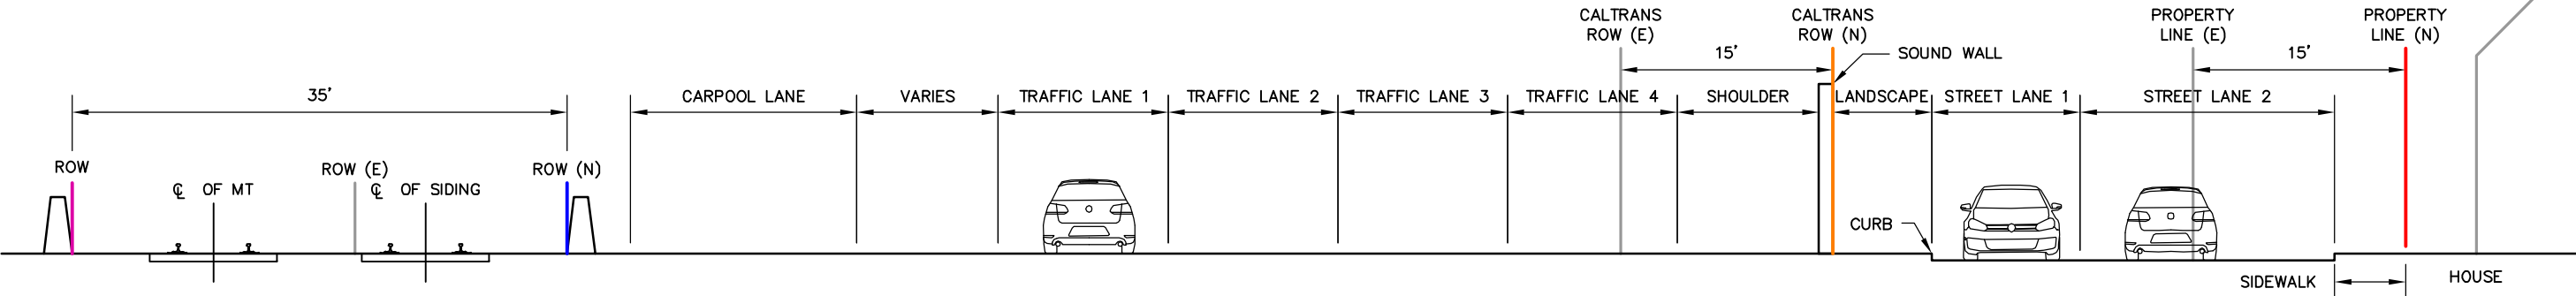 CALTRANS
ROW (E)
CALTRANS
ROW (N)
PROPERTY
LINE (E)
PROPERTY
LINE (N)
15'
SOUND WALL
15'
35'
CARPOOL LANE
VARIES
TRAFFIC LANE 1
TRAFFIC LANE 2
TRAFFIC LANE 3
TRAFFIC LANE 4
SHOULDER
LANDSCAPE
STREET LANE 1
STREET LANE 2
ROW
ROW (E)
ROW (N)
℄ OF MT
℄ OF SIDING
CURB
SIDEWALK
HOUSE